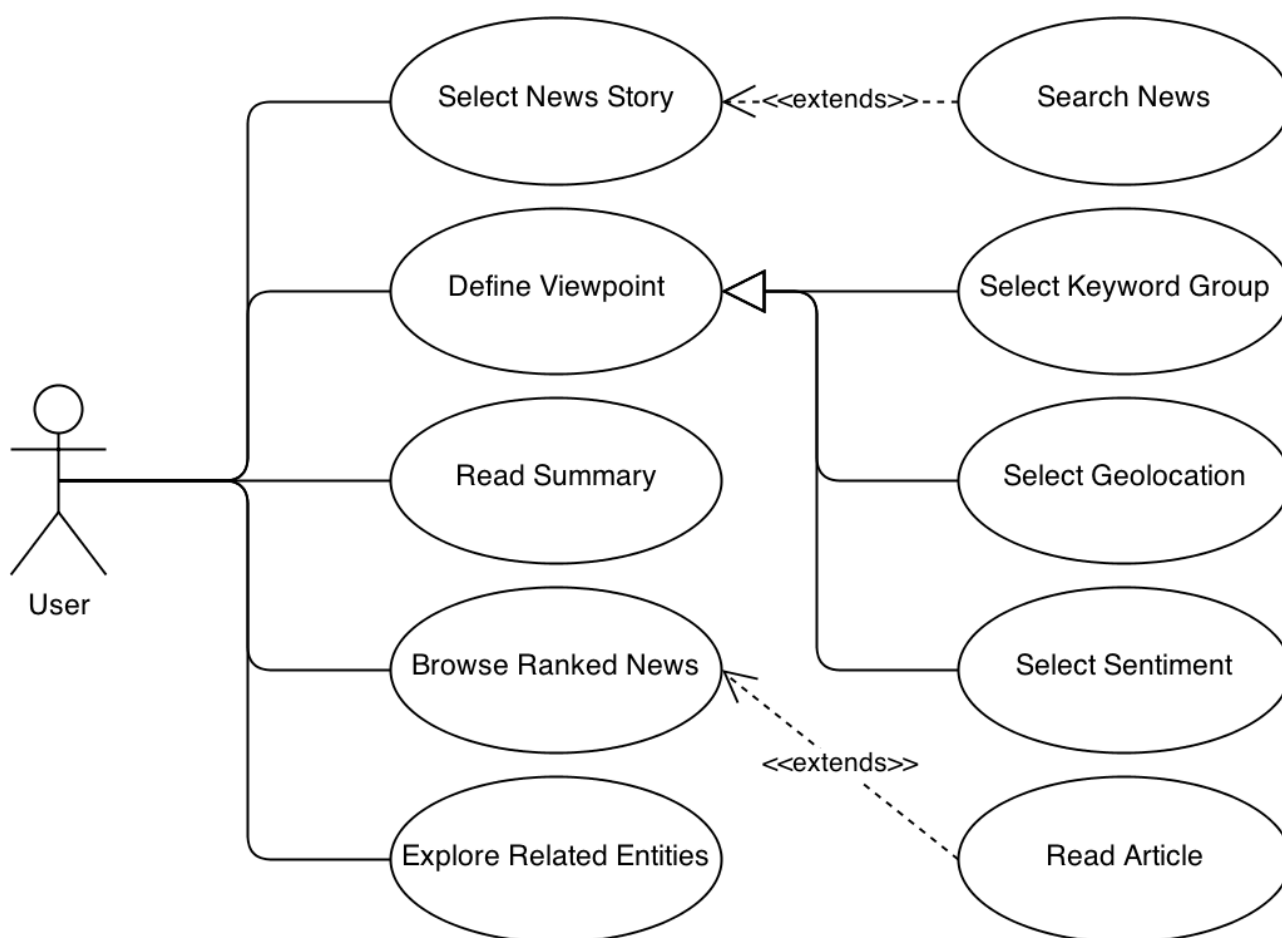 Select News Story
<<extends>>
Search News
Define Viewpoint
Select Keyword Group
Read Summary
Select Geolocation
User
Browse Ranked News
Select Sentiment
<<extends>>
Explore Related Entities
Read Article